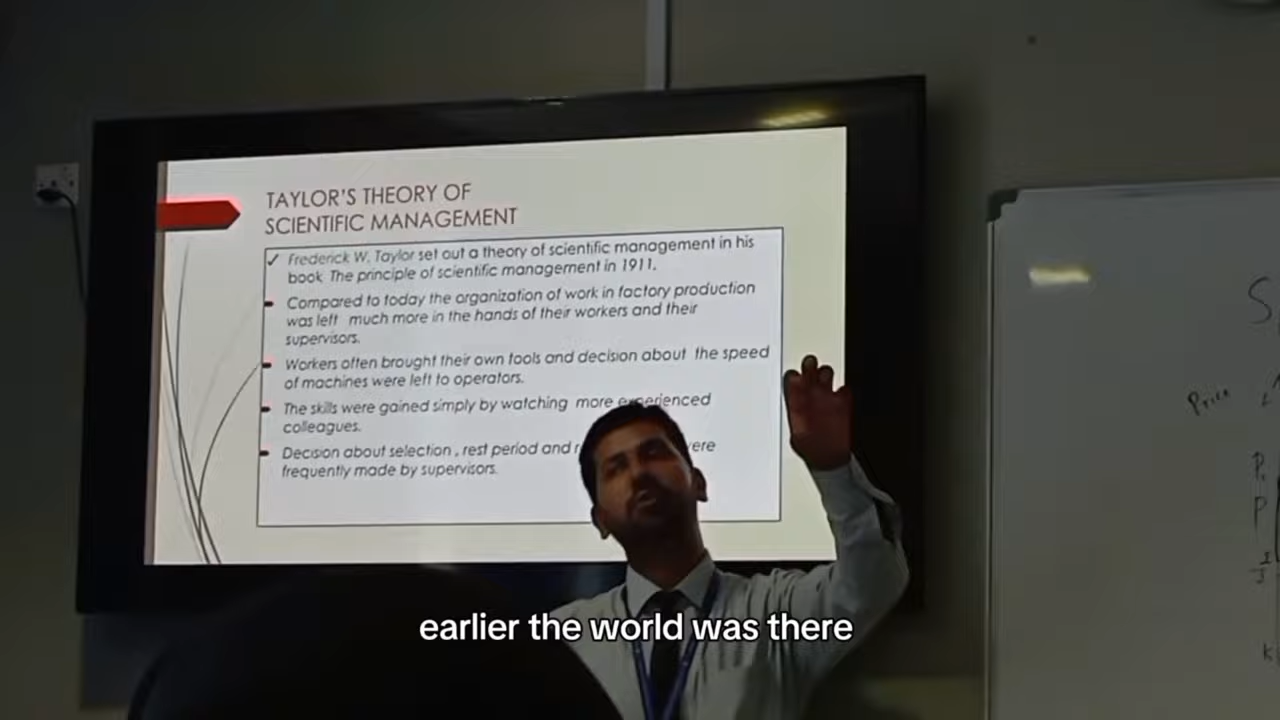 TAYLOR'S THEORY OF
SCIENTIFIC MANAGEMENT
✓ Frederick W. Taylor set out a theory of scientific management in his
book The principle of scientific management in 1911.
Compared to today the organization of work in factory production
was left much more in the hands of their workers and their
supervisors.
Workers often brought their own tools and decision about the speed
of machines were left to operators.
The skills were gained simply by watching more experienced
colleagues.
Decision about selection, rest period and
frequently made by supervisors.
Price
P
earlier the world was there